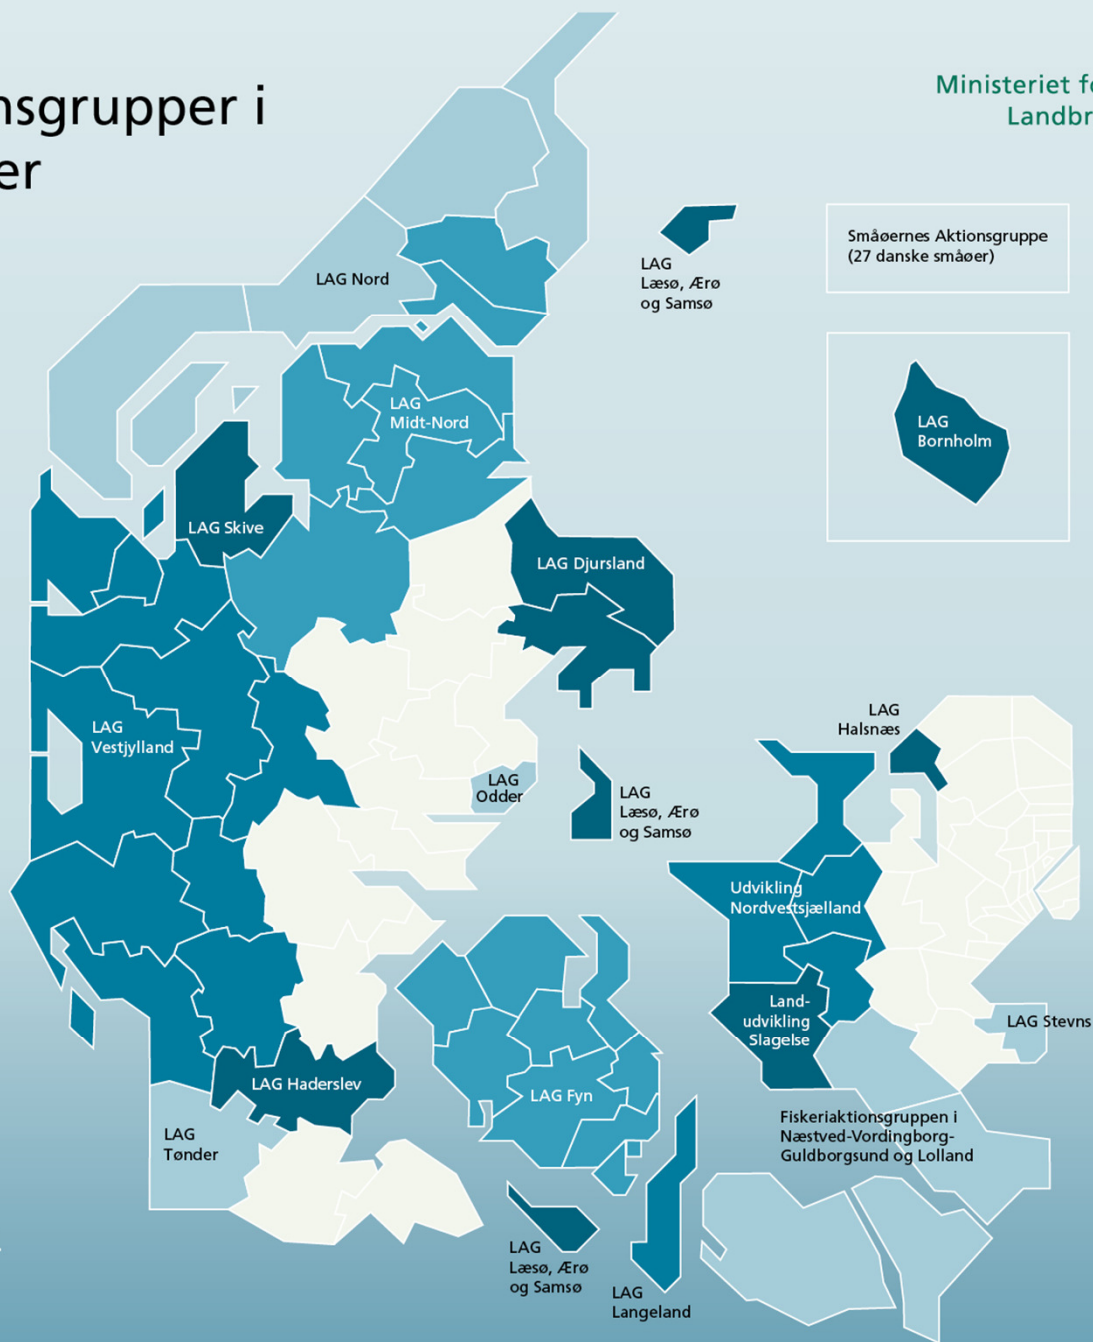 nsgrupper i
er
Ministeriet fo
Landbr
Småøernes Aktionsgruppe
(27 danske småøer)
LAG
Læsø, Ærø
og Samsø
LAG Nord
LAG
Midt-Nord
LAG
Bornholm
LAG Skive
LAG Djursland
LAG
Vestjylland
LAG
Halsnæs
LAG
Odder
LAG
Læsø, Ærø
og Samsø
Udvikling
Nordvestsjælland
Land-
udvikling
Slagelse
LAG Stevns
LAG Haderslev
LAG Fyn
Fiskeriaktionsgruppen i
Næstved-Vordingborg-
Guldborgsund og Lolland
LAG
Tønder
LAG
Læsø, Ærø
og Samsø
LAG
Langeland